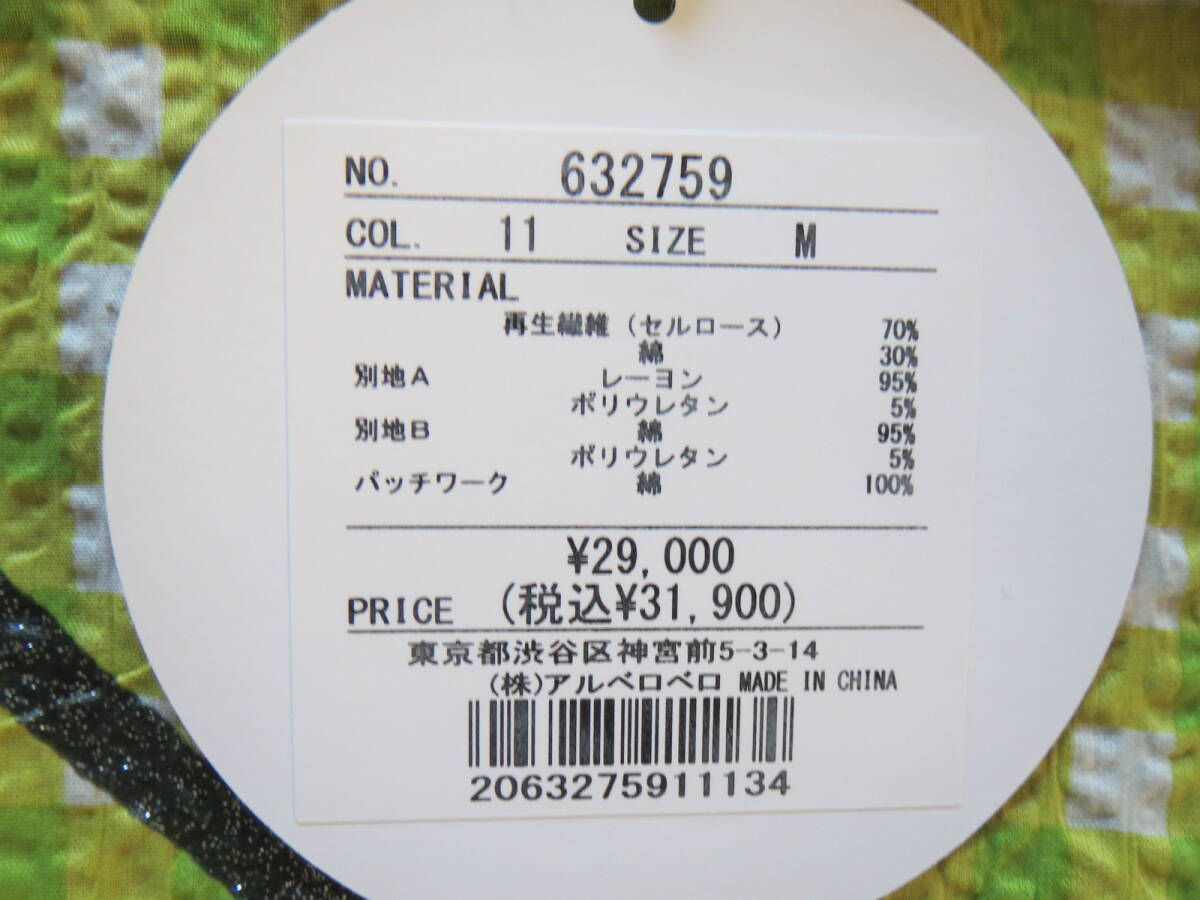 NO. 632759
COL. 11 SIZE M
MATERIAL
再生繊維(セルロース) 70%
綿 30%
別地A レーヨン 95%
ポリウレタン 5%
別地B 綿 95%
ポリウレタン 5%
パッチワーク 綿 100%
¥29,000
PRICE (税込¥31,900)
東京都渋谷区神宮前5-3-14
(株)アルベロベロ MADE IN CHINA
2063275911134